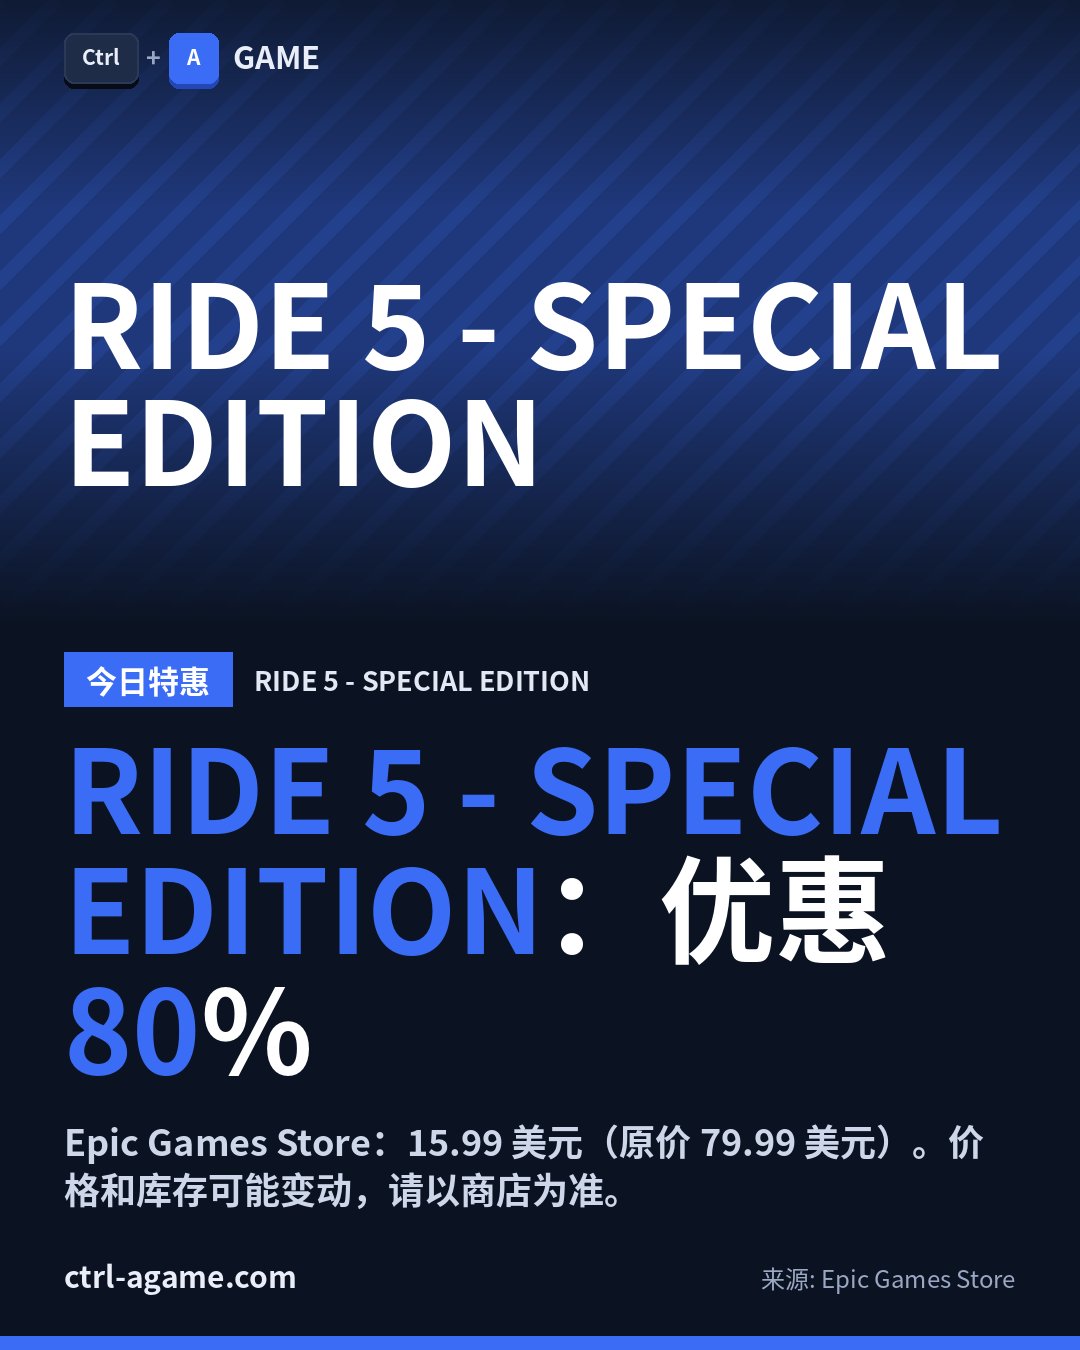 Ctrl + A GAME
RIDE 5 - SPECIAL
EDITION
今日特惠 RIDE 5 - SPECIAL EDITION
RIDE 5 - SPECIAL
EDITION：优惠
80%
Epic Games Store：15.99 美元（原价 79.99 美元）。价
格和库存可能变动，请以商店为准。
ctrl-agame.com 来源: Epic Games Store